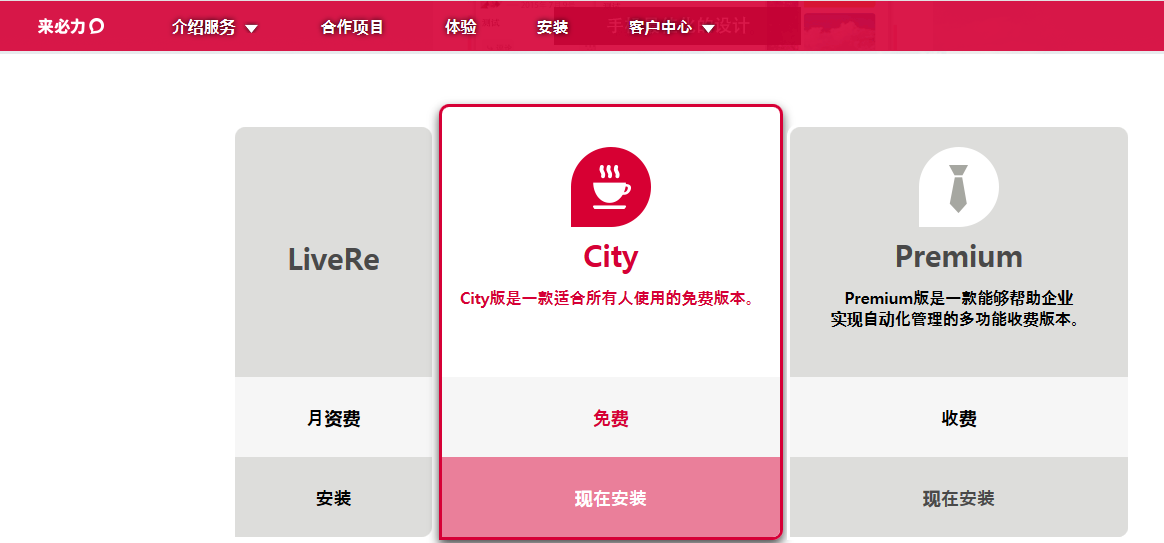 来必力
介绍服务
合作项目
体验
安装
客户中心
LiveRe
City
City版是一款适合所有人使用的免费版本。
Premium
Premium版是一款能够帮助企业
实现自动化管理的多功能收费版本。
月资费
免费
收费
安装
现在安装
现在安装